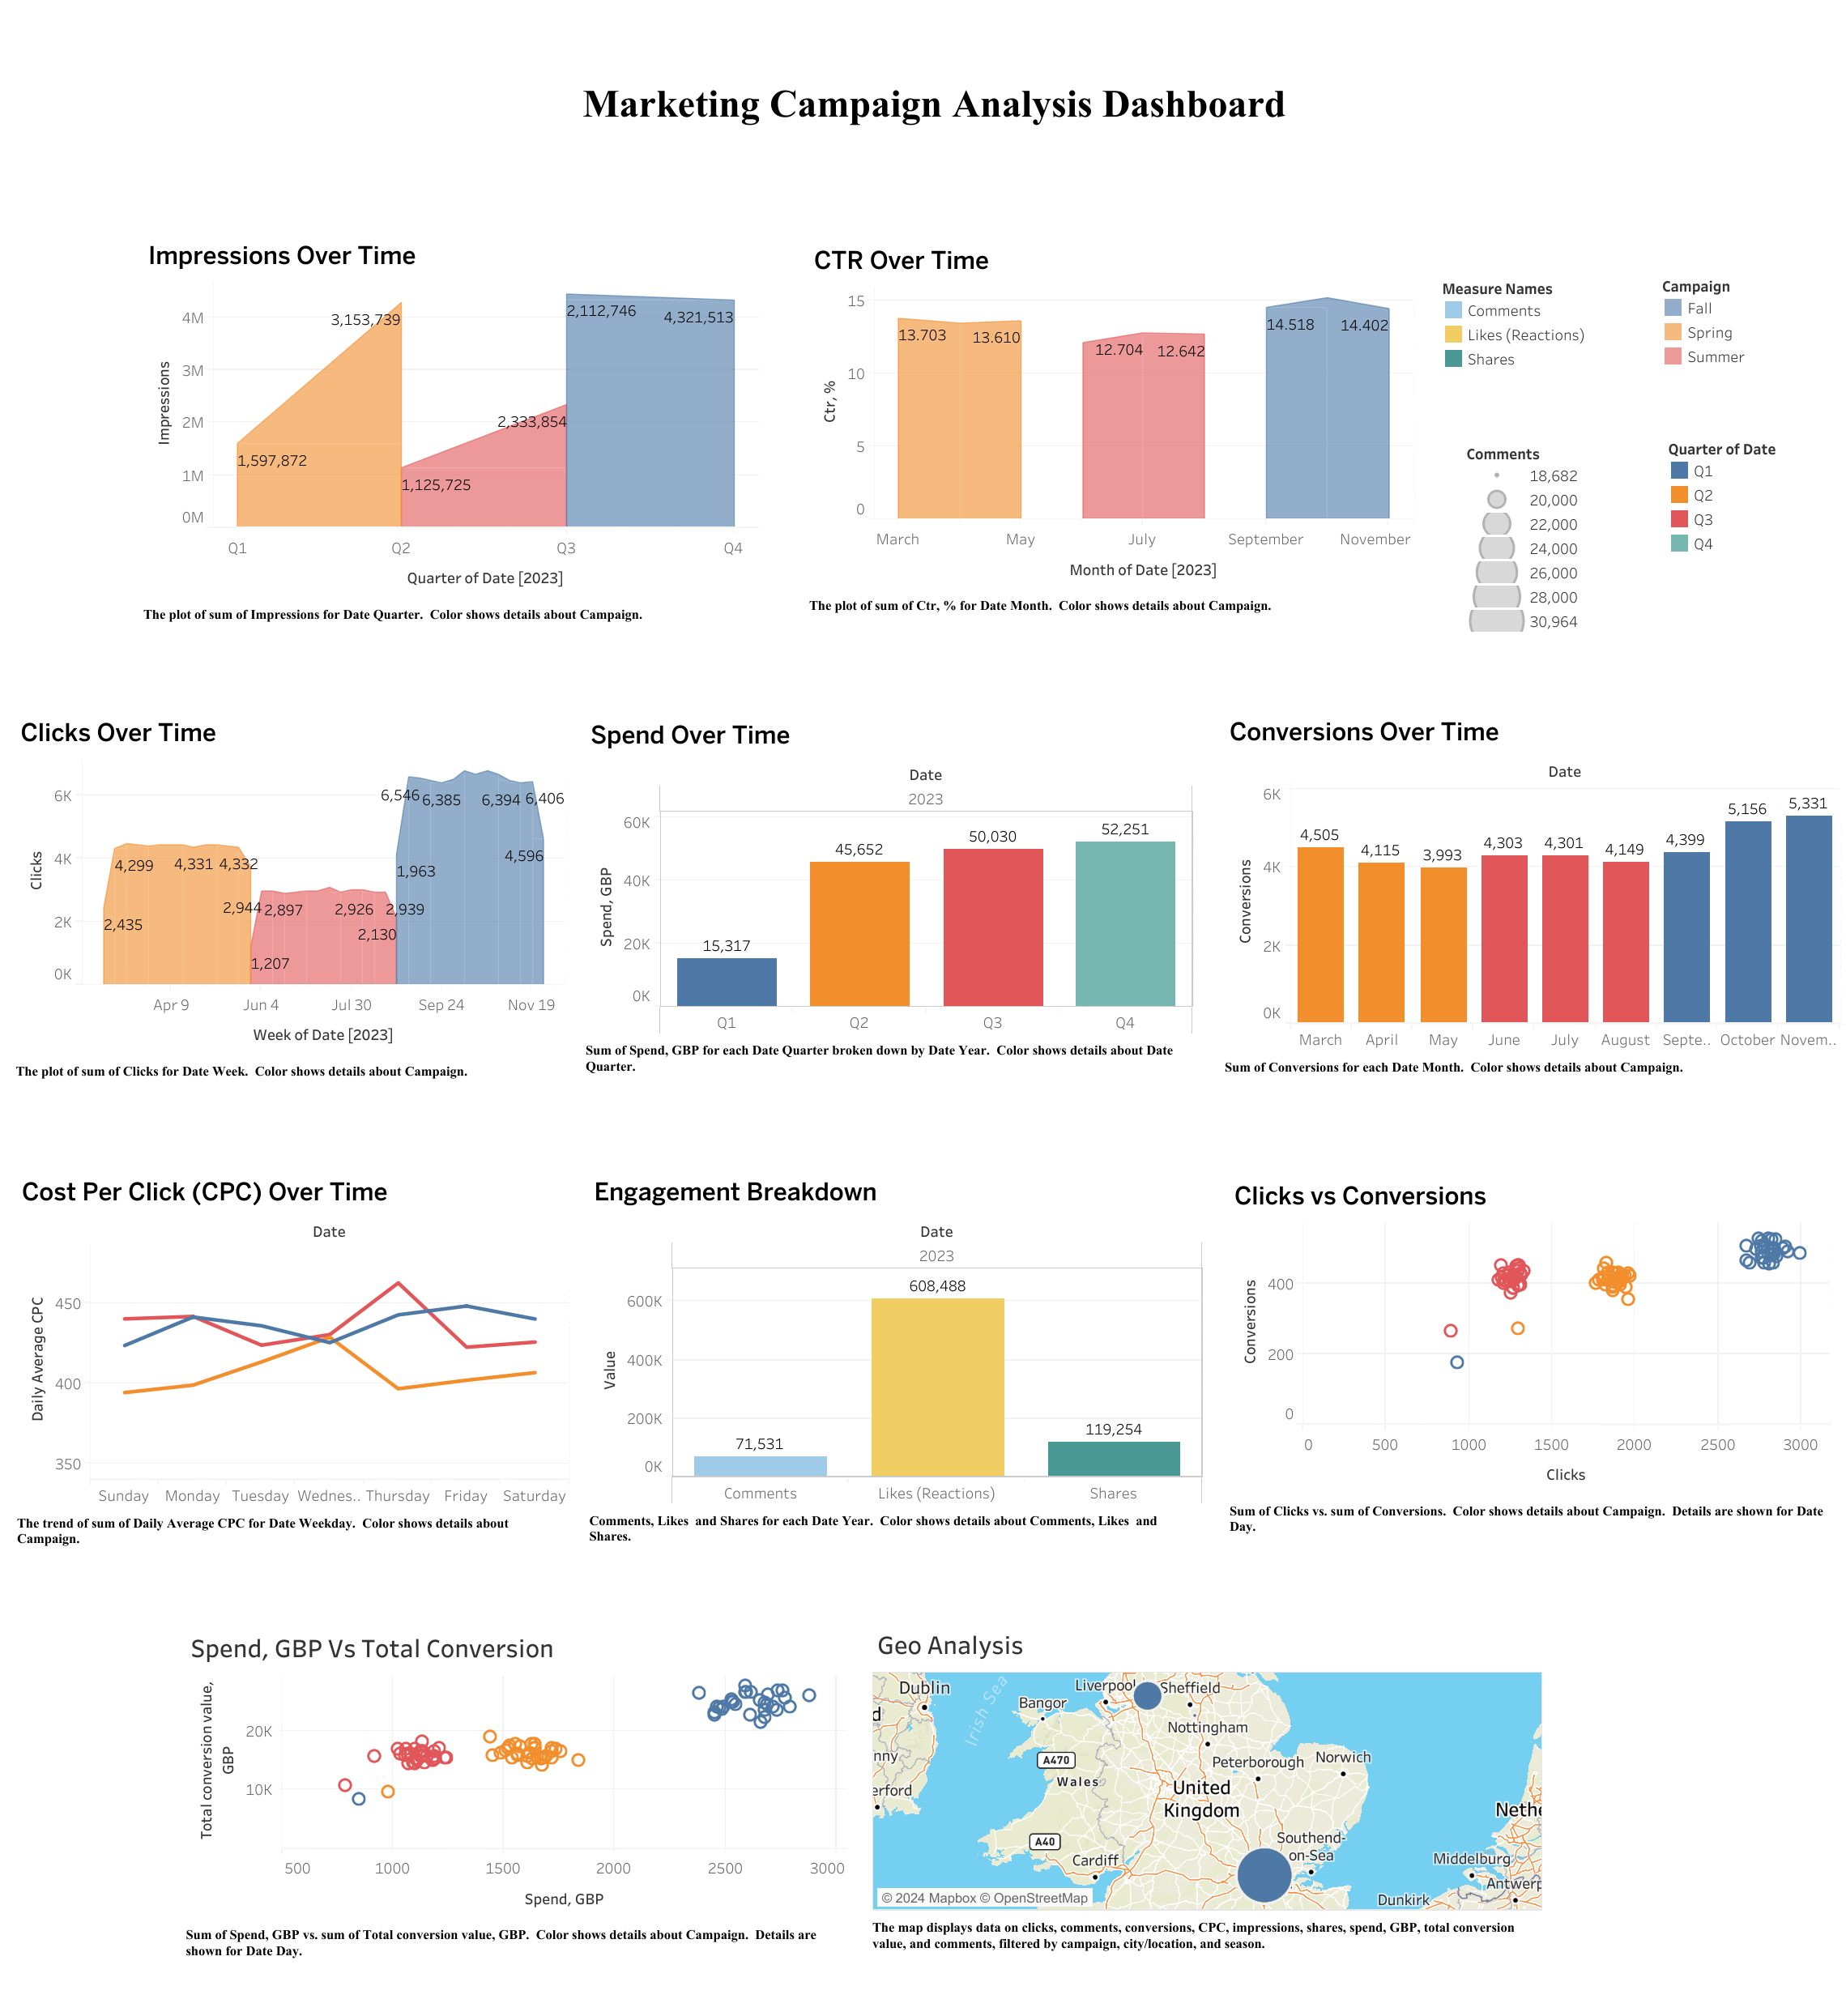 Marketing Campaign Analysis Dashboard
Impressions Over Time
Impressions
4M
3M
2M
1M
0M
3,153,739
1,597,872
2,333,854
1,125,725
2,112,746
4,321,513
Q1
Q2
Q3
Q4
Quarter of Date [2023]
The plot of sum of Impressions for Date Quarter. Color shows details about Campaign.
CTR Over Time
Ctr, %
15
10
5
0
13.703
13.610
12.704
12.642
14.518
14.402
March
May
July
September
November
Month of Date [2023]
The plot of sum of Ctr, % for Date Month. Color shows details about Campaign.
Measure Names
Comments
Likes (Reactions)
Shares
Campaign
Fall
Spring
Summer
Comments
18,682
20,000
22,000
24,000
26,000
28,000
30,964
Quarter of Date
Q1
Q2
Q3
Q4
Clicks Over Time
Clicks
6K
4K
2K
0K
2,435
4,299
4,331
4,332
2,944
1,207
2,897
2,926
2,130
2,939
1,963
6,546
6,385
6,394
6,406
4,596
Apr 9
Jun 4
Jul 30
Sep 24
Nov 19
Week of Date [2023]
The plot of sum of Clicks for Date Week. Color shows details about Campaign.
Spend Over Time
Date
2023
Spend, GBP
60K
40K
20K
0K
15,317
45,652
50,030
52,251
Q1
Q2
Q3
Q4
Sum of Spend, GBP for each Date Quarter broken down by Date Year. Color shows details about Date
Quarter.
Conversions Over Time
Date
Conversions
6K
4K
2K
0K
4,505
4,115
3,993
4,303
4,301
4,149
4,399
5,156
5,331
March
April
May
June
July
August
Septe..
October
Novem..
Sum of Conversions for each Date Month. Color shows details about Campaign.
Cost Per Click (CPC) Over Time
Date
Daily Average CPC
450
400
350
Sunday
Monday
Tuesday
Wednes..
Thursday
Friday
Saturday
The trend of sum of Daily Average CPC for Date Weekday. Color shows details about
Campaign.
Engagement Breakdown
Date
2023
Value
600K
400K
200K
0K
71,531
608,488
119,254
Comments
Likes (Reactions)
Shares
Comments, Likes and Shares for each Date Year. Color shows details about Comments, Likes and
Shares.
Clicks vs Conversions
Conversions
400
200
0
0
500
1000
1500
2000
2500
3000
Clicks
Sum of Clicks vs. sum of Conversions. Color shows details about Campaign. Details are shown for Date
Day.
Spend, GBP Vs Total Conversion
Total conversion value,
GBP
20K
10K
500
1000
1500
2000
2500
3000
Spend, GBP
Sum of Spend, GBP vs. sum of Total conversion value, GBP. Color shows details about Campaign. Details are
shown for Date Day.
Geo Analysis
Dublin
Irish Sea
Bangor
Liverpool
Sheffield
d
Nottingham
nny
A470
Peterborough
Norwich
Wales
erford
United
Kingdom
Nethe
A40
Southend-
on-Sea
Cardiff
Middelburg
Antwerp
Dunkirk
© 2024 Mapbox © OpenStreetMap
The map displays data on clicks, comments, conversions, CPC, impressions, shares, spend, GBP, total conversion
value, and comments, filtered by campaign, city/location, and season.